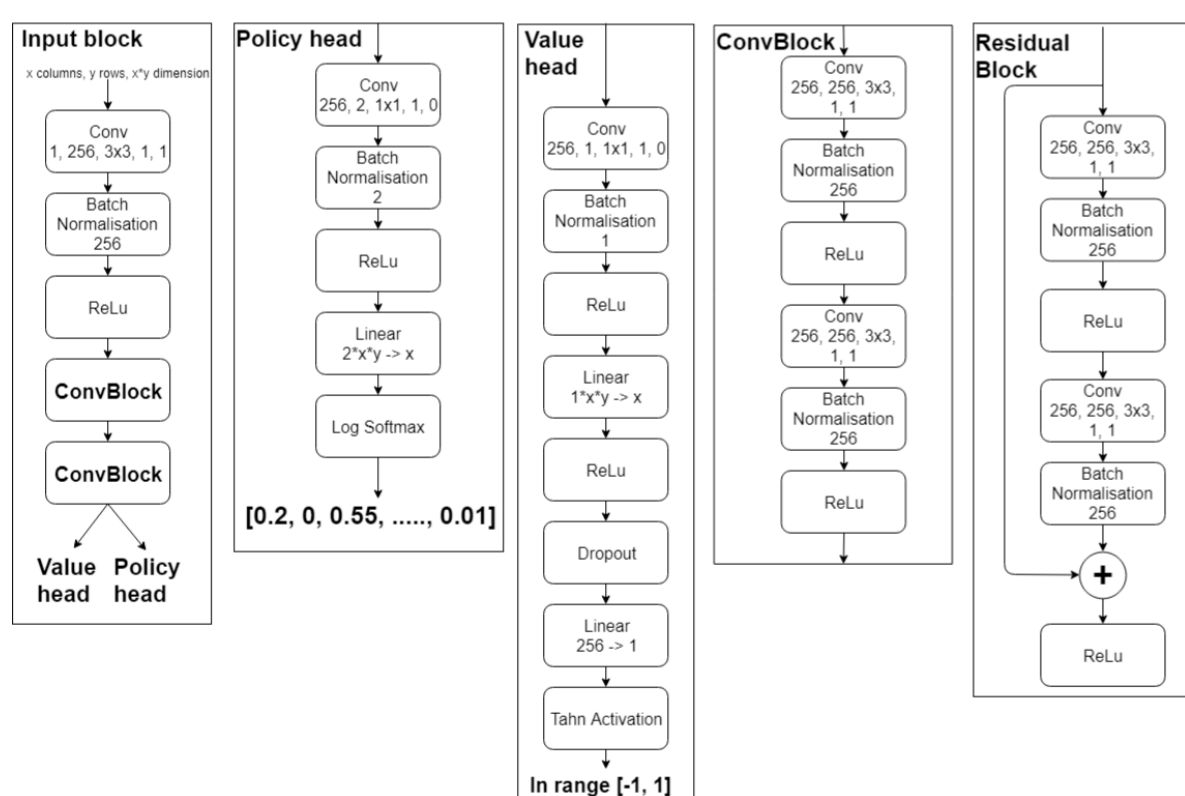 Input block
x columns, y rows, x*y dimension
Conv
1, 256, 3x3, 1, 1
Batch
Normalisation
256
ReLu
ConvBlock
ConvBlock
Value
head
Policy
head
Policy head
Conv
256, 2, 1x1, 1, 0
Batch
Normalisation
2
ReLu
Linear
2*x*y -> x
Log Softmax
[0.2, 0, 0.55, ....., 0.01]
Value
head
Conv
256, 1, 1x1, 1, 0
Batch
Normalisation
1
ReLu
Linear
1*x*y -> x
ReLu
Dropout
Linear
256 -> 1
Tahn Activation
In range [-1, 1]
ConvBlock
Conv
256, 256, 3x3,
1, 1
Batch
Normalisation
256
ReLu
Conv
256, 256, 3x3,
1, 1
Batch
Normalisation
256
ReLu
Residual
Block
Conv
256, 256, 3x3,
1, 1
Batch
Normalisation
256
ReLu
Conv
256, 256, 3x3,
1, 1
Batch
Normalisation
256
+
ReLu